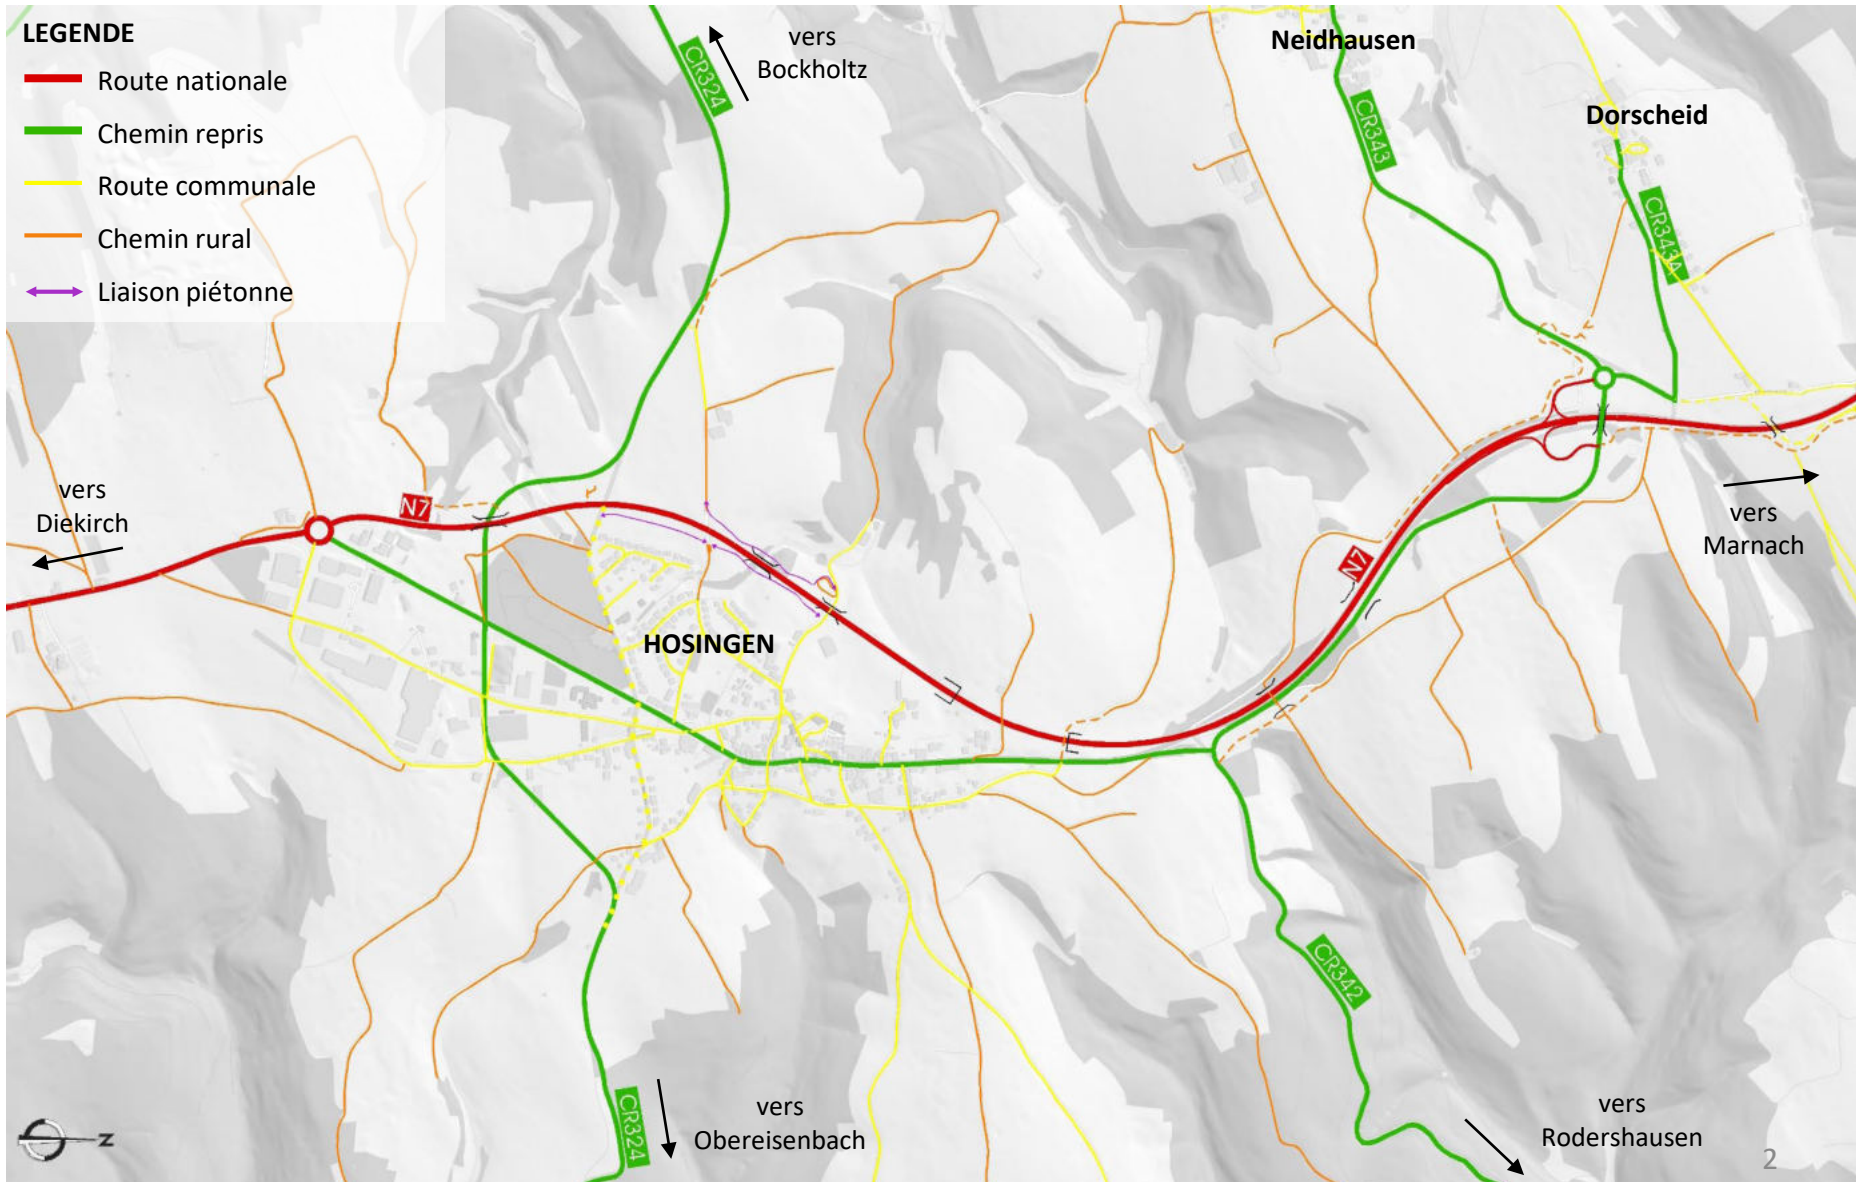 LEGENDE
Route nationale
Chemin repris
Route communale
Chemin rural
Liaison piétonne
CR324
vers
Bockholtz
Neidhausen
CR343
Dorscheid
CR343A
vers
Diekirch
N7
HOSINGEN
N7
vers
Marnach
CR342
CR324
vers
Obereisenbach
vers
Rodershausen
Z
2